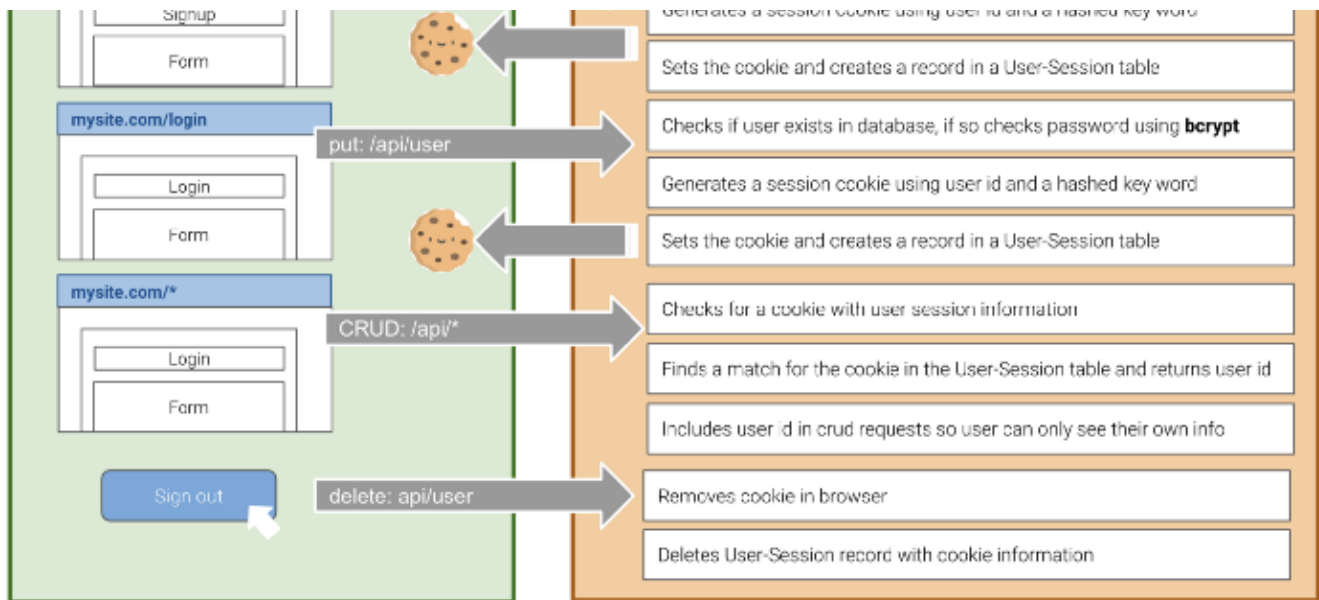 Signup
Form
Generates a session cookie using user id and a hashed key word
Sets the cookie and creates a record in a User-Session table
mysite.com/login
put: /api/user
Login
Form
Checks if user exists in database, if so checks password using bcrypt
Generates a session cookie using user id and a hashed key word
Sets the cookie and creates a record in a User-Session table
mysite.com/*
CRUD: /api/*
Login
Form
Checks for a cookie with user session information
Finds a match for the cookie in the User-Session table and returns user id
Includes user id in crud requests so user can only see their own info
Sign out
delete: api/user
Removes cookie in browser
Deletes User-Session record with cookie information